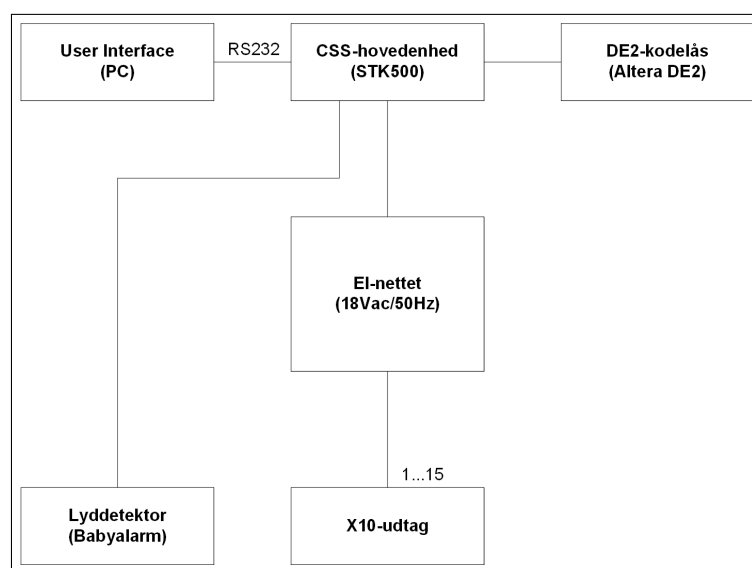 User Interface
(PC)
RS232
CSS-hovedenhed
(STK500)
DE2-kodelås
(Altera DE2)
El-nettet
(18Vac/50Hz)
1...15
Lyddetektor
(Babyalarm)
X10-udtag